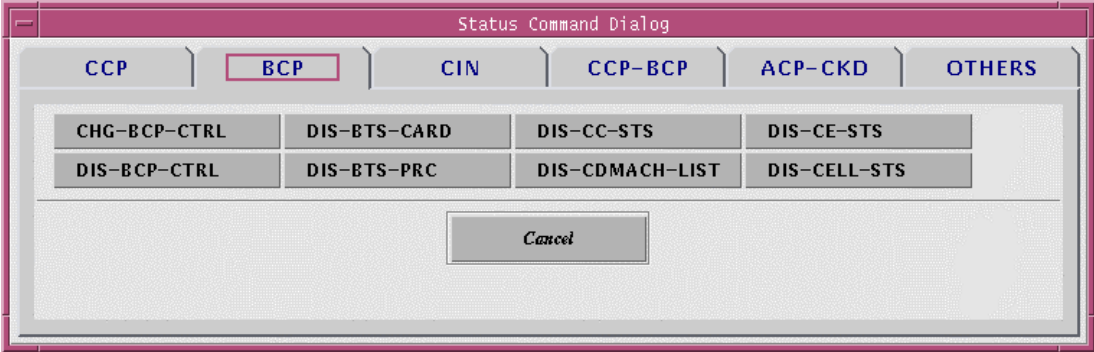 Status Command Dialog
CCP BCP CIN CCP-BCP ACP-CKD OTHERS
CHG-BCP-CTRL DIS-BTS-CARD DIS-CC-STS DIS-CE-STS
DIS-BCP-CTRL DIS-BTS-PRC DIS-CDMACH-LIST DIS-CELL-STS
Cancel